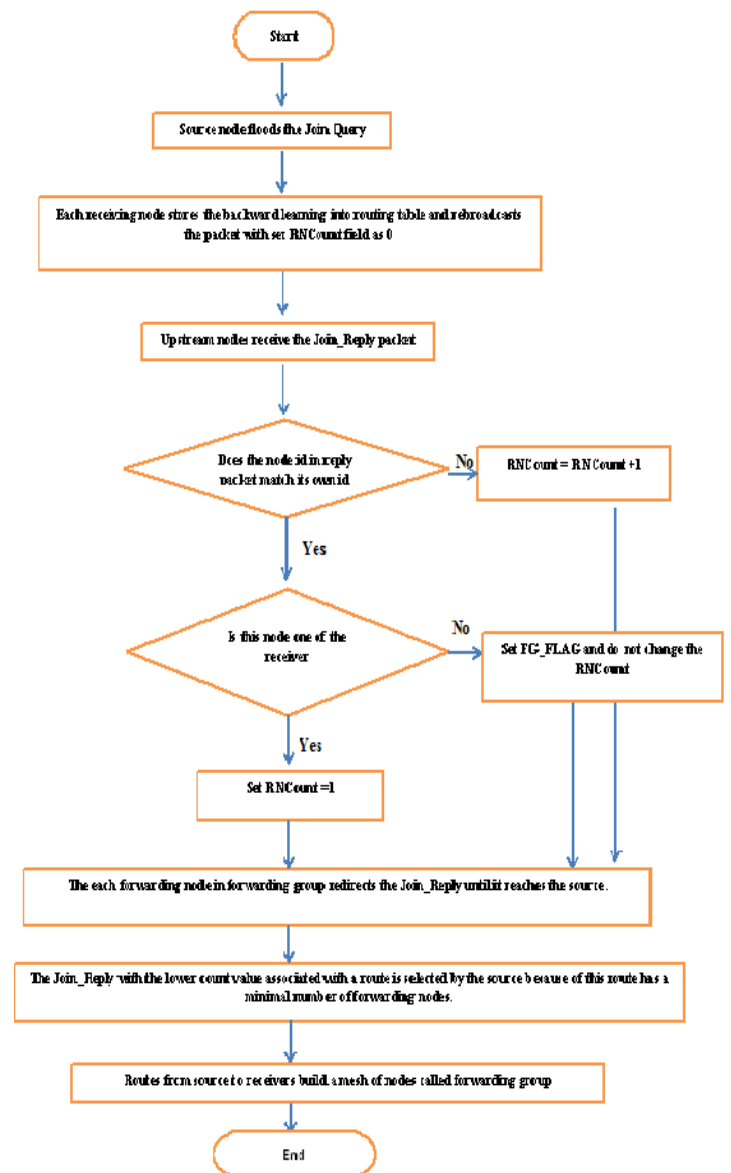 Start
Source node floods the Join Query
Each receiving node stores the backward learning into routing table and rebroadcasts
the packet with set RNCount field as 0
Upstream nodes receive the Join_Reply packet
Does the node id in reply
packet match its own id
No
RNCount = RNCount +1
Yes
Is this node one of the
receiver
No
Set FG_FLAG and do not change the
RNCount
Yes
Set RNCount =1
The each forwarding node in forwarding group redirects the Join_Reply until it reaches the source.
The Join_Reply with the lower count value associated with a route is selected by the source because of this route has a
minimal number of forwarding nodes.
Routes from source to receivers build a mesh of nodes called forwarding group
End